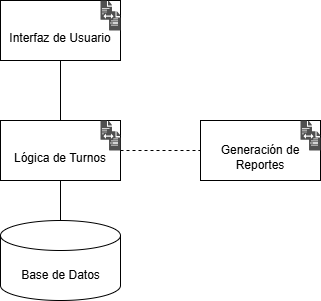 Interfaz de Usuario
Lógica de Turnos
Generación de
Reportes
Base de Datos